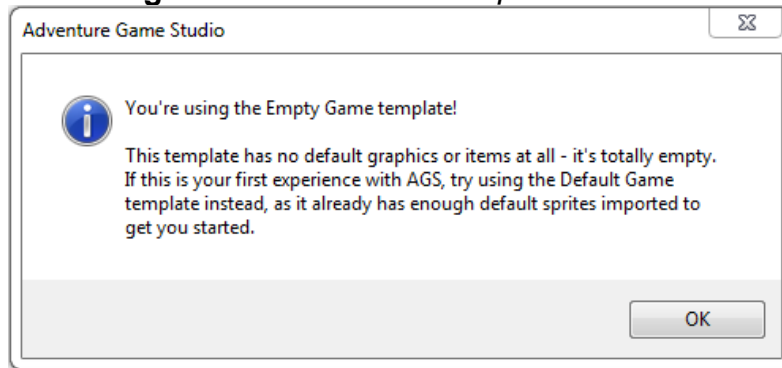 Adventure Game Studio
You're using the Empty Game template!
This template has no default graphics or items at all - it's totally empty.
If this is your first experience with AGS, try using the Default Game
template instead, as it already has enough default sprites imported to
get you started.
OK